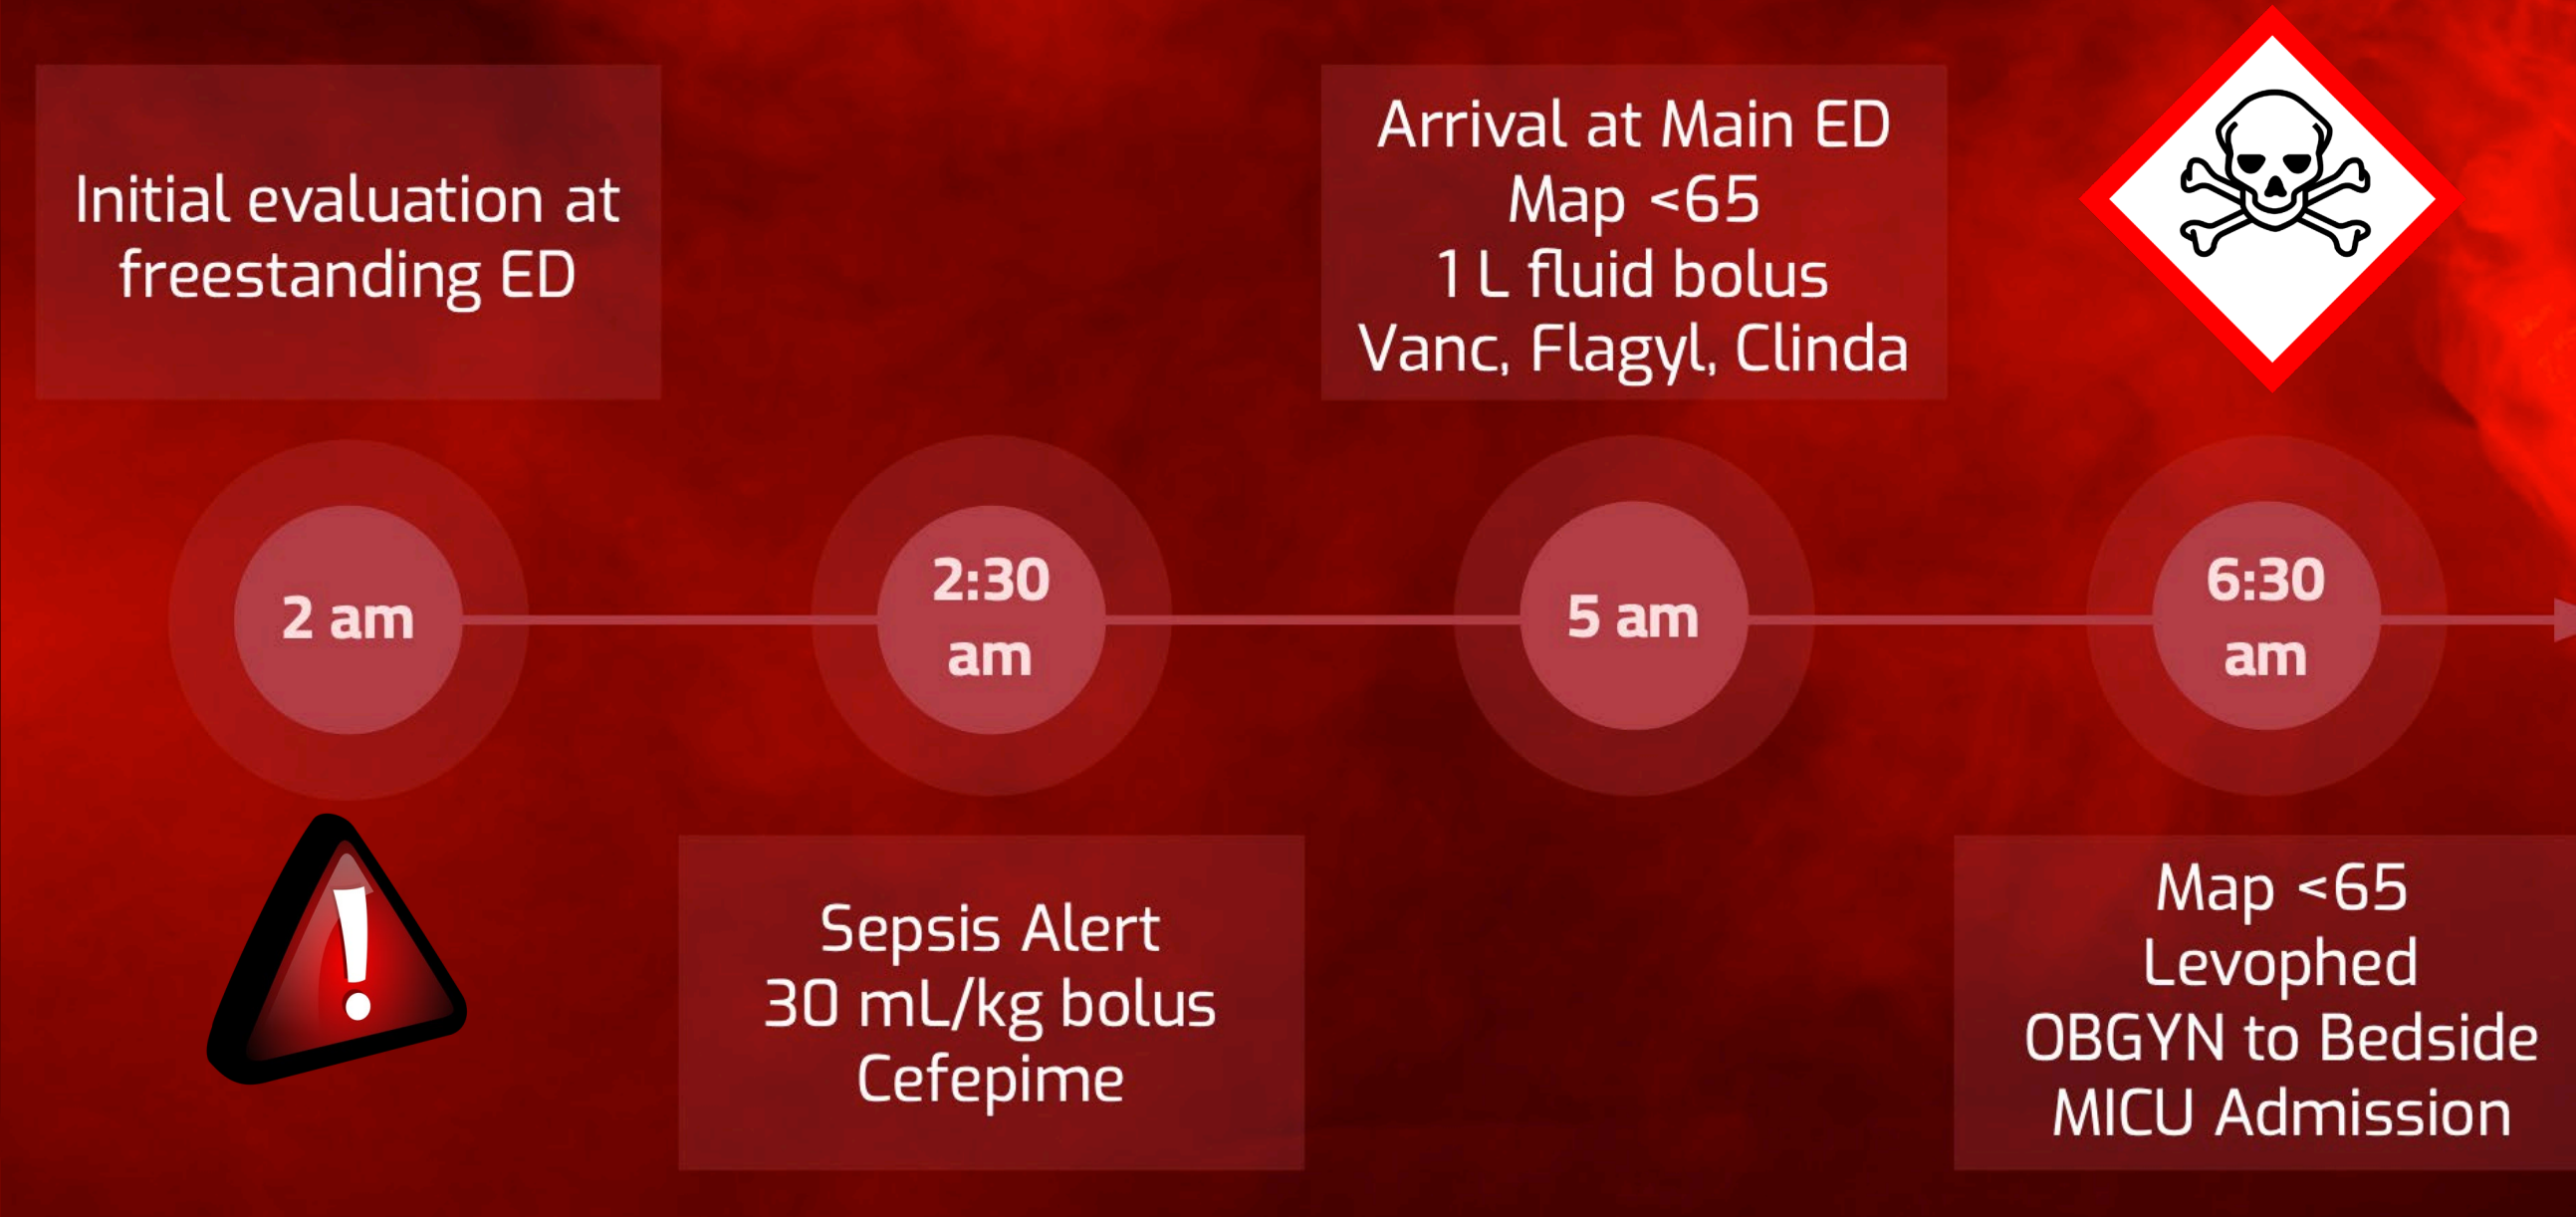 Initial evaluation at
freestanding ED
2 am
2:30
am
Sepsis Alert
30 mL/kg bolus
Cefepime
Arrival at Main ED
Map <65
1 L fluid bolus
Vanc, Flagyl, Clinda
5 am
6:30
am
Map <65
Levophed
OBGYN to Bedside
MICU Admission